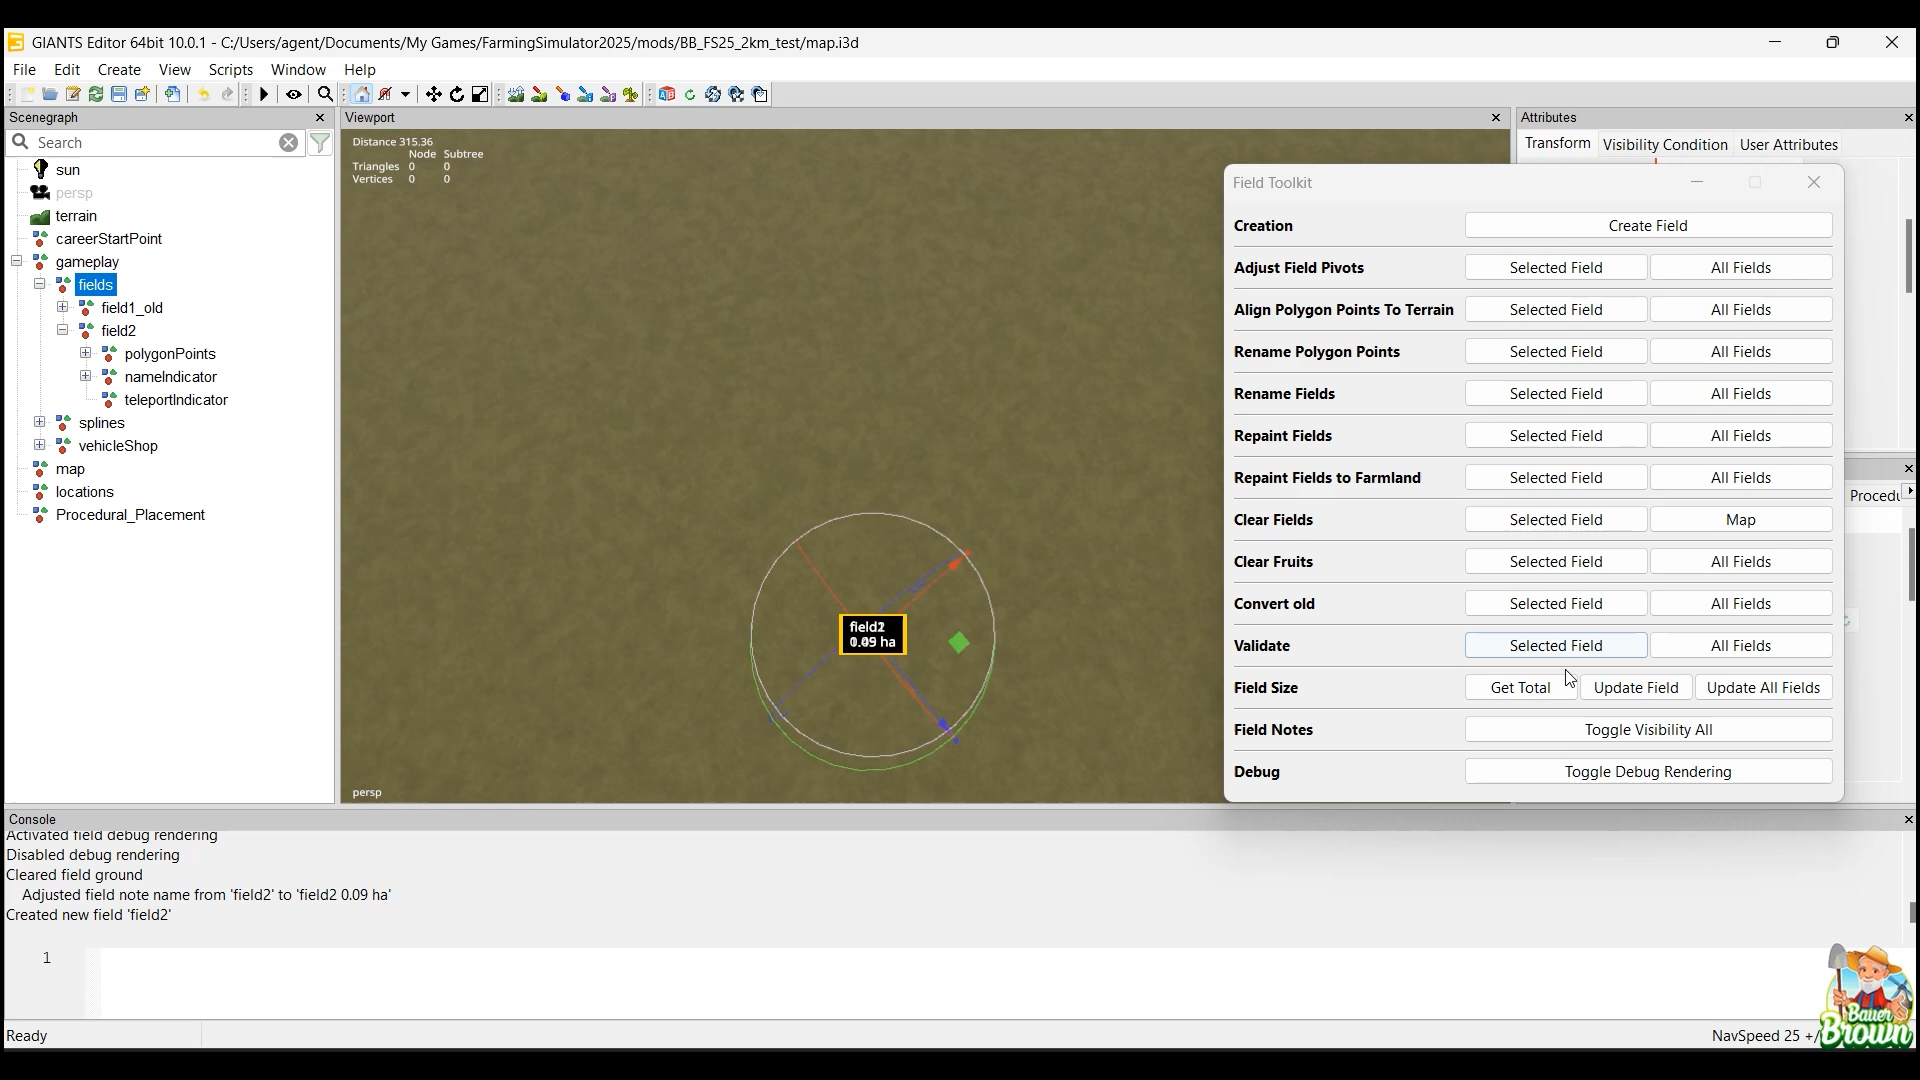 GIANTS Editor 64bit 10.0.1 - C:/Users/agent/Documents/My Games/FarmingSimulator2025/mods/BB_FS25_2km_test/map.i3d
File Edit Create View Scripts Window Help
Scenegraph
Search
sun
persp
terrain
careerStartPoint
gameplay
fields
field1_old
field2
polygonPoints
nameIndicator
teleportIndicator
splines
vehicleShop
map
locations
Procedural_Placement
Viewport
Distance 315.36
Node Subtree
Triangles 0 0
Vertices 0 0
field2
0.09 ha
persp
Attributes
Transform Visibility Condition User Attributes
Field Toolkit
Creation Create Field
Adjust Field Pivots Selected Field All Fields
Align Polygon Points To Terrain Selected Field All Fields
Rename Polygon Points Selected Field All Fields
Rename Fields Selected Field All Fields
Repaint Fields Selected Field All Fields
Repaint Fields to Farmland Selected Field All Fields
Clear Fields Selected Field Map
Clear Fruits Selected Field All Fields
Convert old Selected Field All Fields
Validate Selected Field All Fields
Field Size Get Total Update Field Update All Fields
Field Notes Toggle Visibility All
Debug Toggle Debug Rendering
Procedu
Console
Activated field debug rendering
Disabled debug rendering
Cleared field ground
Adjusted field note name from 'field2' to 'field2 0.09 ha'
Created new field 'field2'
1
Ready
NavSpeed 25 +/
Bauer
Brown